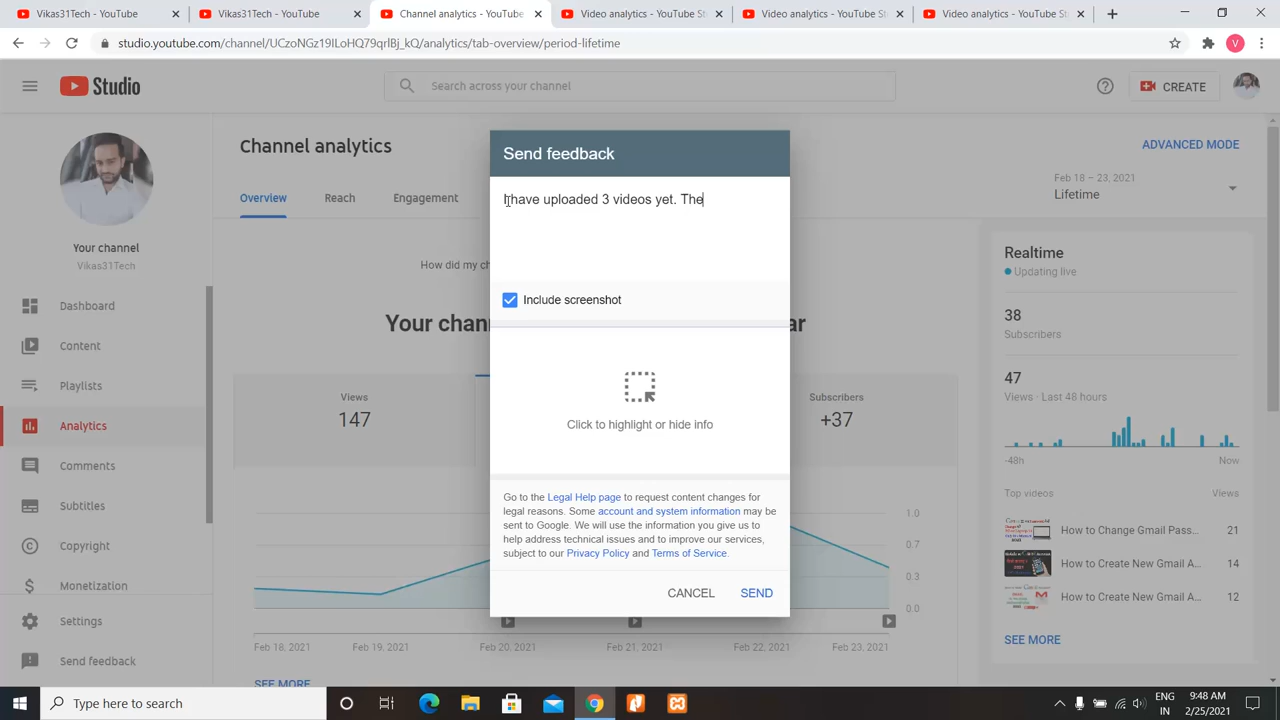 Vikas31Tech
Vikas31Tech
Channel analytics - YouTube
Video analytics - YouTube St
Video analytics - YouTube St
Video analytics - YouTube St
studio.youtube.com/channel/UCzoNGz19ILoHQ79qrlBj_kQ/analytics/tab-overview/period-lifetime
V
Studio
Search across your channel
CREATE
Your channel
Vikas31Tech
Dashboard
Content
Playlists
Analytics
Comments
Subtitles
Copyright
Monetization
Settings
Send feedback
Channel analytics
ADVANCED MODE
Overview
Reach
Engagement
Feb 18 – 23, 2021
Lifetime
How did my ch
Your chann
ar
Views
147
Subscribers
+37
1.0
0.7
0.3
0.0
Feb 18, 2021
Feb 19, 2021
Feb 20, 2021
Feb 21, 2021
Feb 22, 2021
Feb 23, 2021
SEE MORE
Send feedback
I have uploaded 3 videos yet. The
Include screenshot
Click to highlight or hide info
Go to the Legal Help page to request content changes for
legal reasons. Some account and system information may be
sent to Google. We will use the information you give us to
help address technical issues and to improve our services,
subject to our Privacy Policy and Terms of Service.
CANCEL
SEND
Realtime
Updating live
38
Subscribers
47
Views · Last 48 hours
-48h
Now
Top videos
Views
How to Change Gmail Pass...
21
How to Create New Gmail A...
14
How to Create New Gmail A...
12
SEE MORE
Type here to search
ENG
IN
9:48 AM
2/25/2021